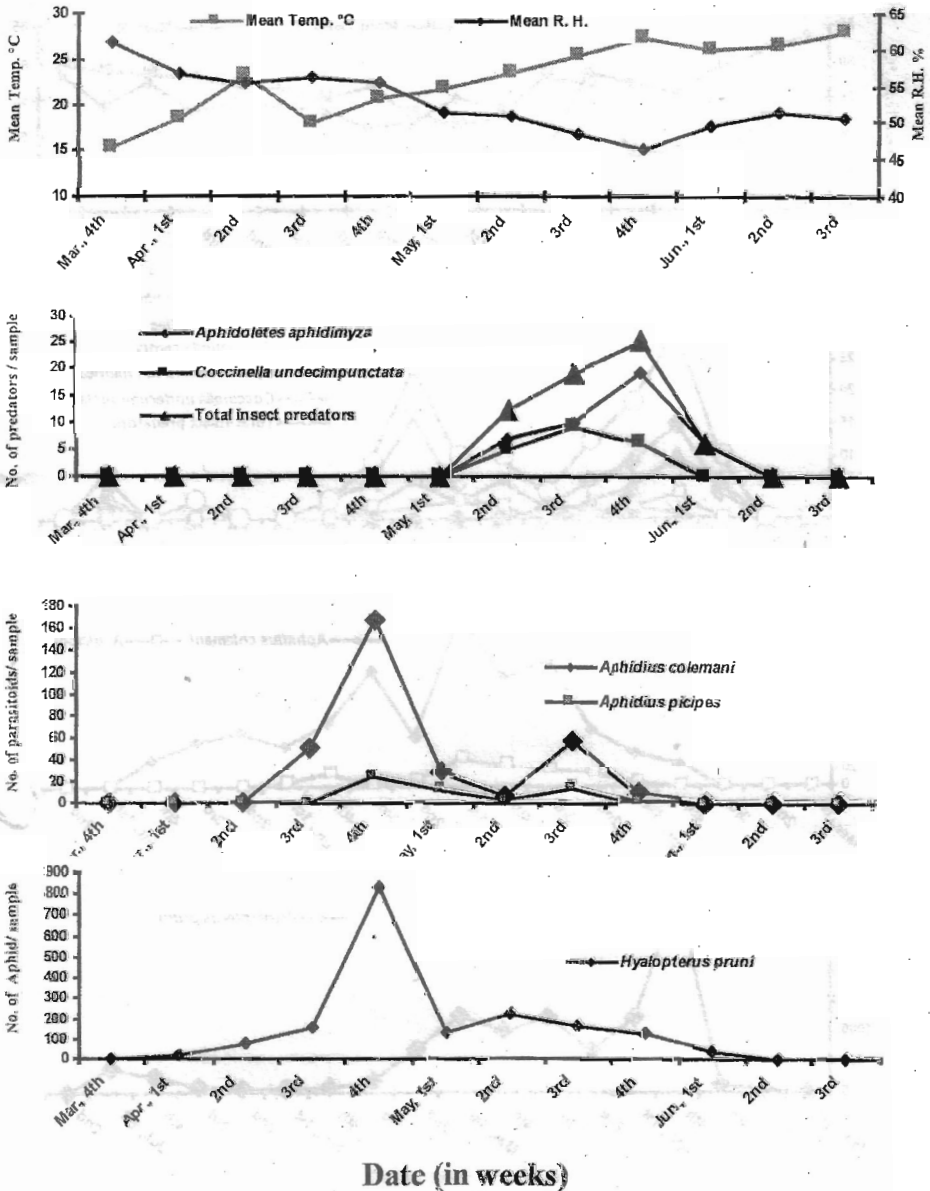 Mean Temp. °C
Mean R. H.
Mean Temp. °C
30
25
20
15
10
65
60
55
50
45
40
Mean R.H. %
Mar., 4th
Apr., 1st
2nd
3rd
4th
May, 1st
2nd
3rd
4th
Jun., 1st
2nd
3rd
No. of predators / sample
30
25
20
15
10
5
0
Aphidoletes aphidimyza
Coccinella undecimpunctata
Total insect predators
Mar., 4th
Apr., 1st
2nd
3rd
4th
May, 1st
2nd
3rd
4th
Jun., 1st
2nd
3rd
No. of parasitoids/ sample
180
160
140
120
100
80
60
40
20
0
Aphidius colemani
Aphidius picipes
4th
1st
2nd
3rd
4th
1st
2nd
3rd
4th
1st
2nd
3rd
No. of Aphid/ sample
900
800
700
600
500
400
300
200
100
0
Hyalopterus pruni
Mar., 4th
Apr., 1st
2nd
3rd
4th
May, 1st
2nd
3rd
4th
Jun., 1st
2nd
3rd
Date (in weeks)